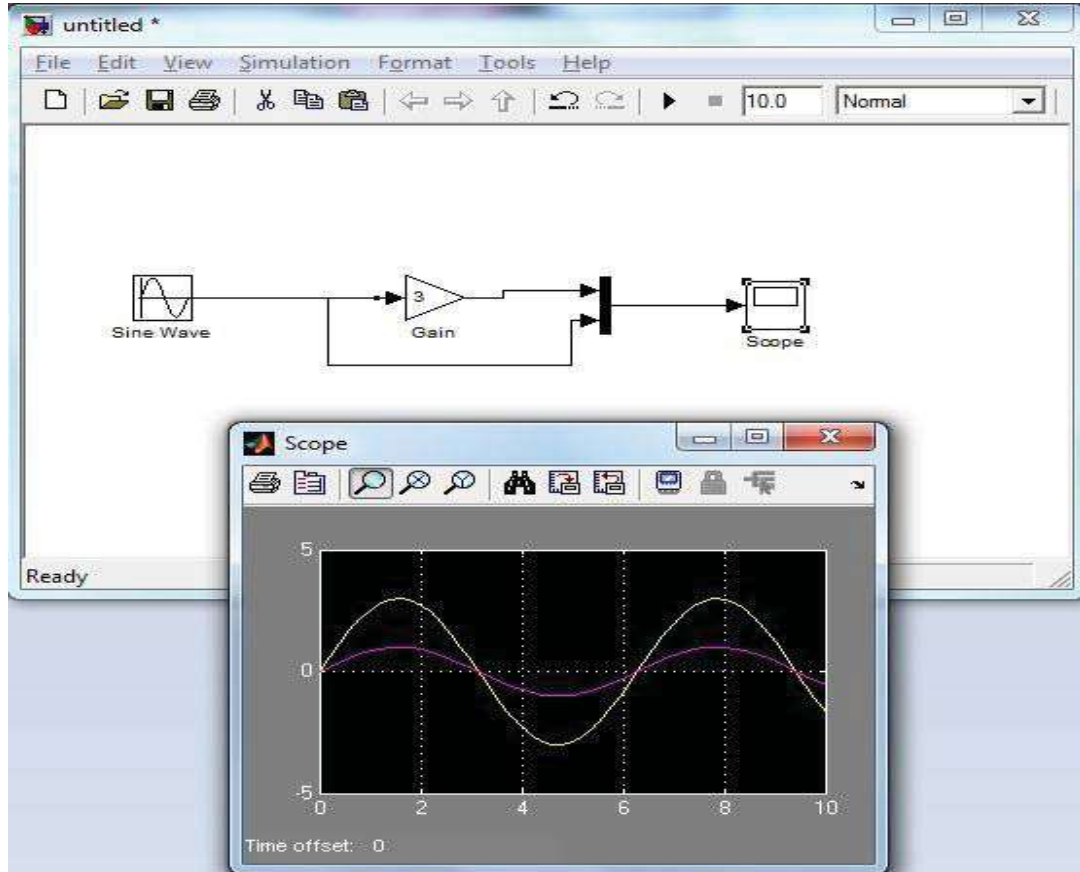 untitled *
File Edit View Simulation Format Tools Help
10.0 Normal
3
Sine Wave
Gain
Scope
Scope
5
0
-5
0 2 4 6 8 10
Time offset: 0
Ready